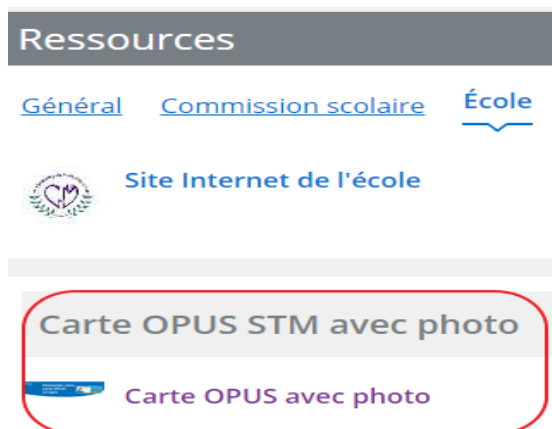 Ressources
Général Commission scolaire École
Site Internet de l'école
Carte OPUS STM avec photo
Carte OPUS avec photo